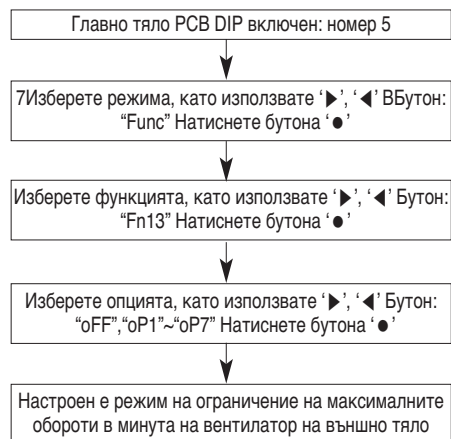 Главно тяло PCB DIP включен: номер 5
7Изберете режима, като използвате ‘▶’, ‘◀’ ВБутон:
“Func” Натиснете бутона ‘●’
Изберете функцията, като използвате ‘▶’, ‘◀’ Бутон:
“Fn13” Натиснете бутона ‘●’
Изберете опцията, като използвате ‘▶’, ‘◀’ Бутон:
“oFF”,“oP1”~“oP7” Натиснете бутона ‘●’
Настроен е режим на ограничение на максималните
обороти в минута на вентилатор на външно тяло